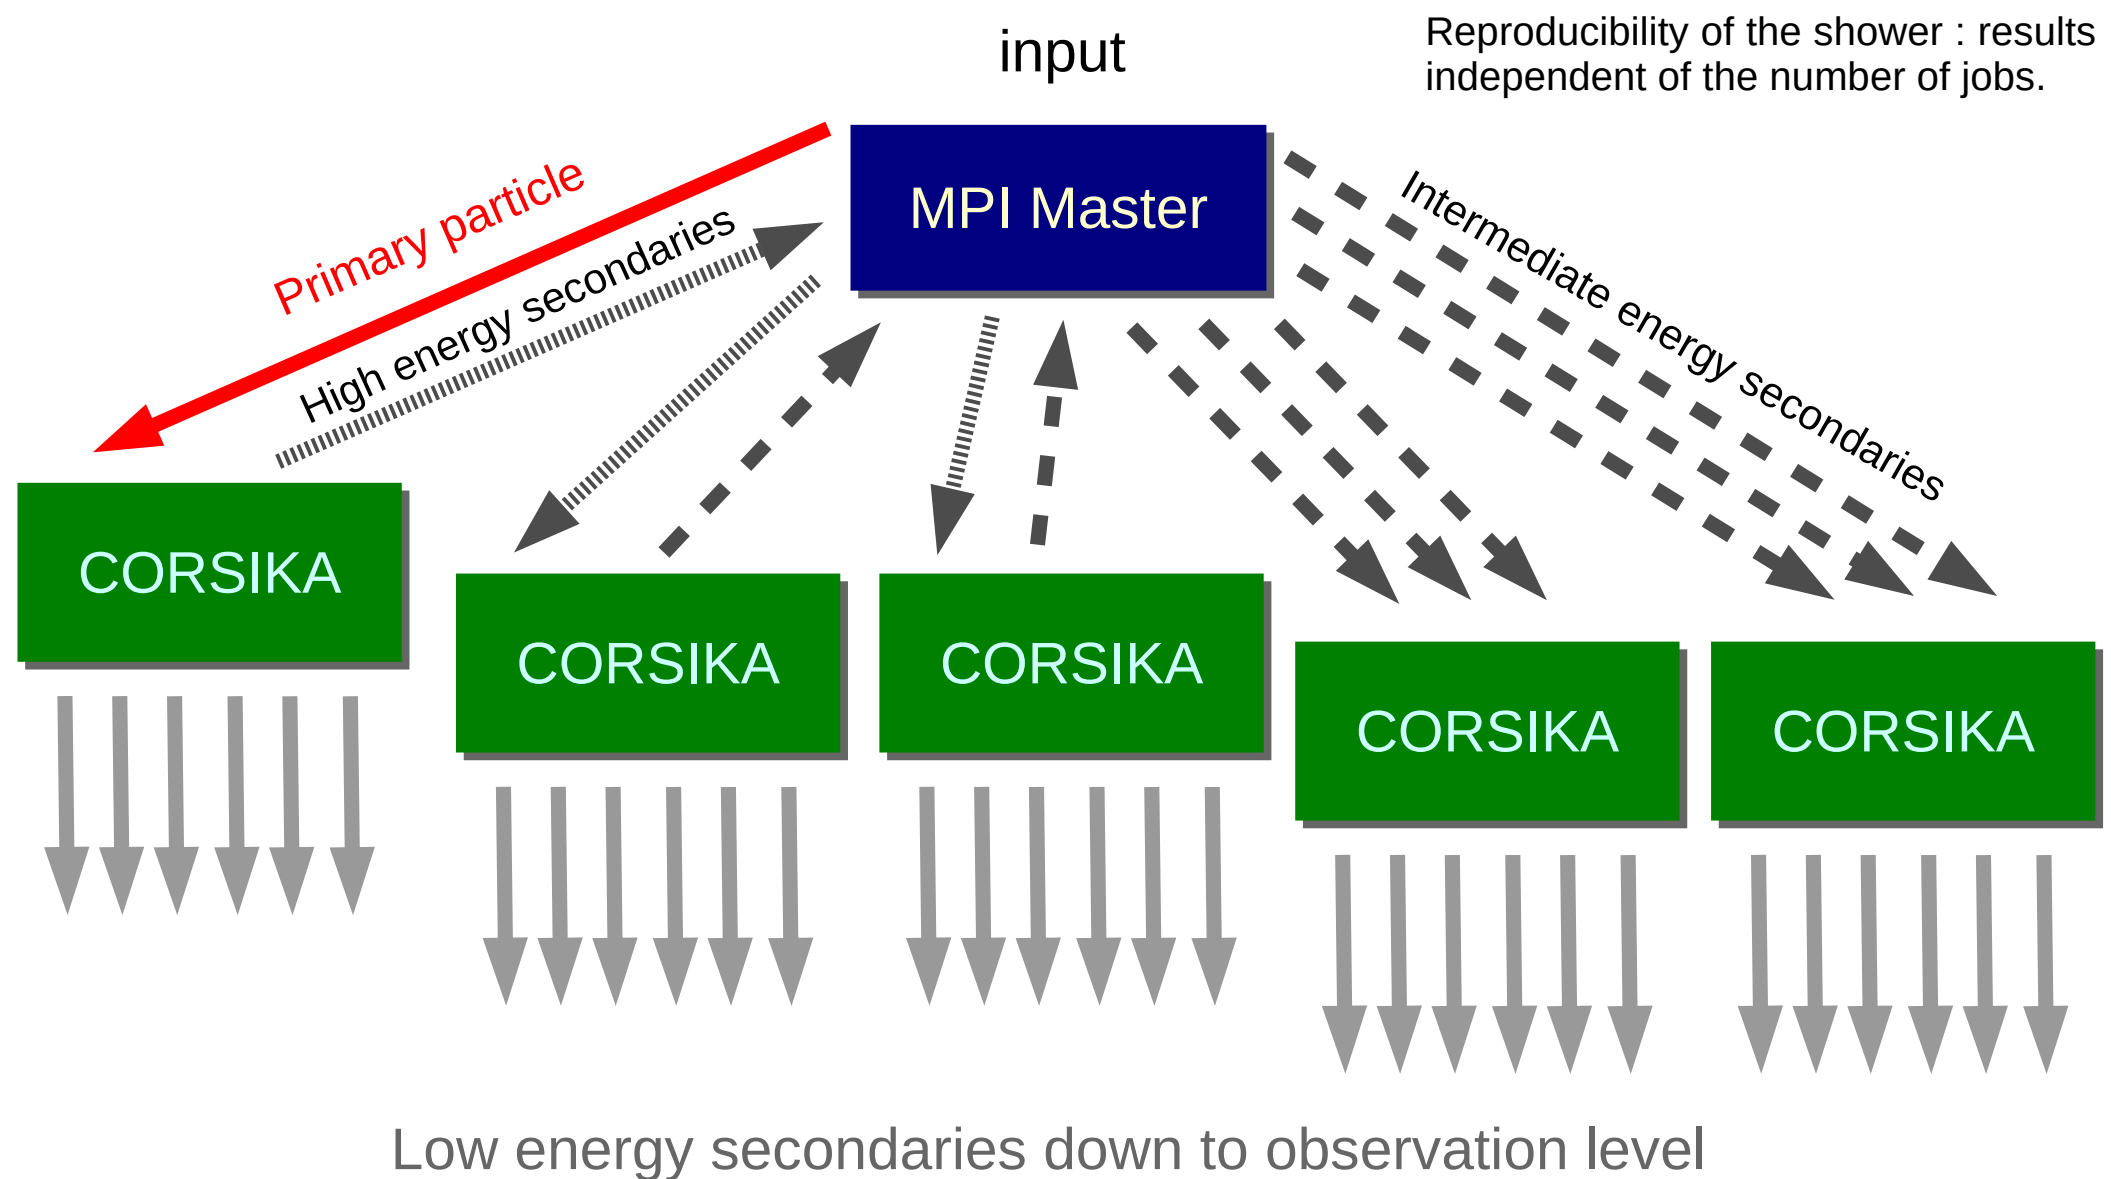 input
Reproducibility of the shower : results
independent of the number of jobs.
MPI Master
Primary particle
High energy secondaries
Intermediate energy secondaries
CORSIKA
CORSIKA
CORSIKA
CORSIKA
CORSIKA
Low energy secondaries down to observation level